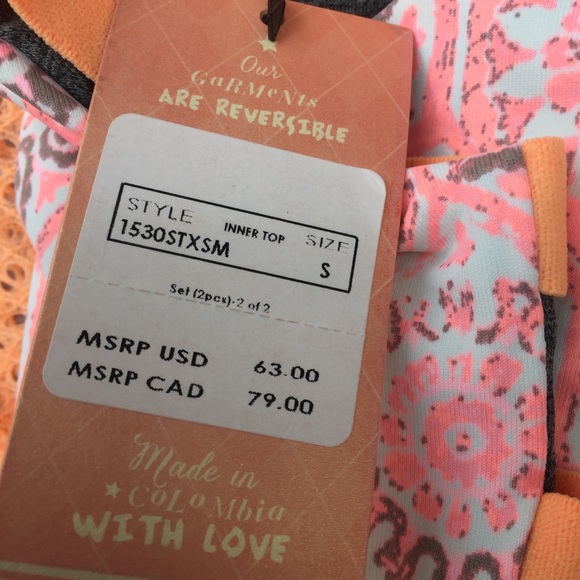 Our
GaRMeNts
ARE REVERSIBLE
STYLE INNER TOP SIZE
1530STXSM S
Set (2pcs)-2 of 2
MSRP USD 63.00
MSRP CAD 79.00
Made in
COLoMbia
WITH LOVE